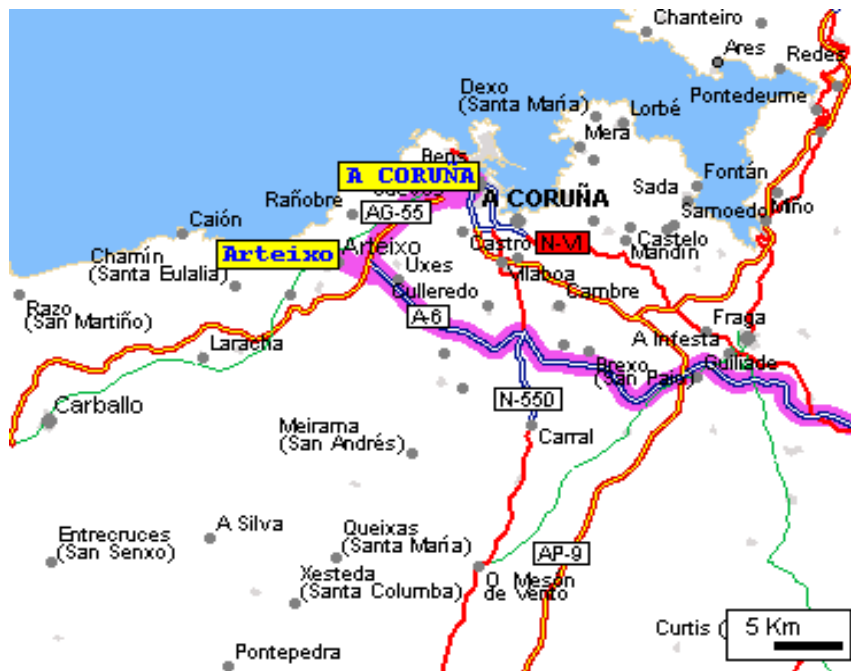 Chanteiro
Ares
Redes
Dexo
(Santa María)
Lorbé
Pontedeume
Mera
Bens
A CORUÑA
Fontán
Rañobre
A CORUÑA
Sada
AG-55
Samoedo
Miño
Caión
Arteixo
Arteixo
Castro
N-VI
Castelo
Mandín
Chamín
(Santa Eulalia)
Uxes
Vilaboa
Culleredo
Cambre
Razo
(San Martiño)
A-6
Fraga
A Infesta
Laracha
Brexo
(San Paio)
Guiliade
N-550
Carballo
Meirama
(San Andrés)
Carral
A Silva
Queixas
(Santa María)
Entrecruces
(San Senxo)
AP-9
Xesteda
(Santa Columba)
O Mesón
de Vento
Curtis (
5 Km
Pontepedra